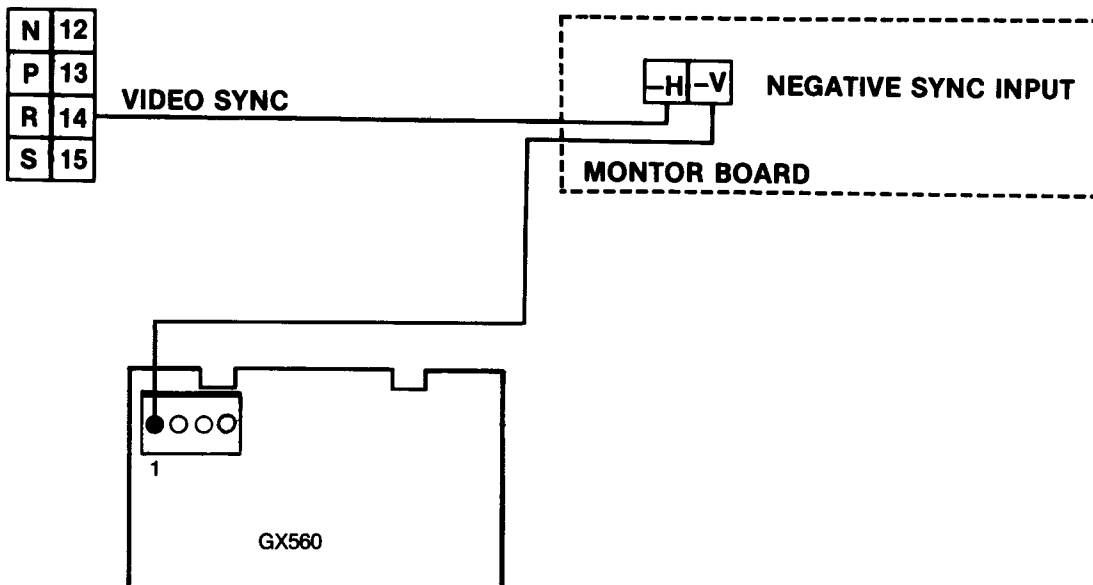 N 12
P 13
R 14
S 15
VIDEO SYNC
–H –V
NEGATIVE SYNC INPUT
MONTOR BOARD
1
GX560